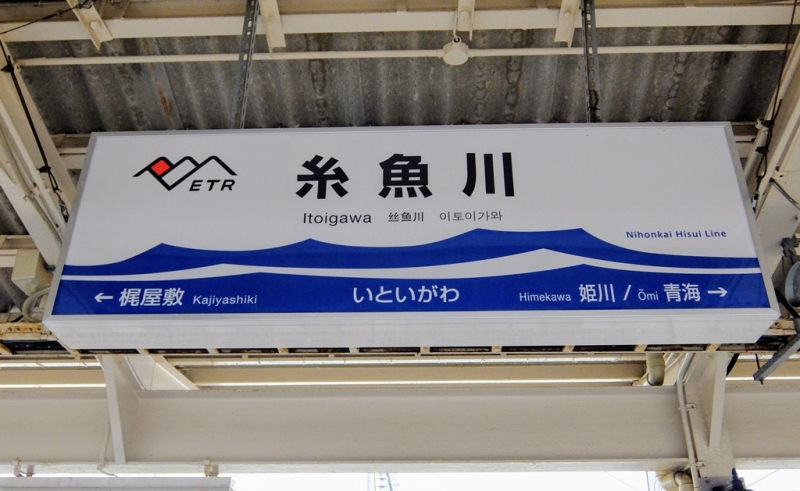 ETR
糸魚川
Itoigawa 丝鱼川 이토이가와
Nihonkai Hisui Line
←梶屋敷 Kajiyashiki いといがわ Himekawa 姫川 / Ōmi 青海→